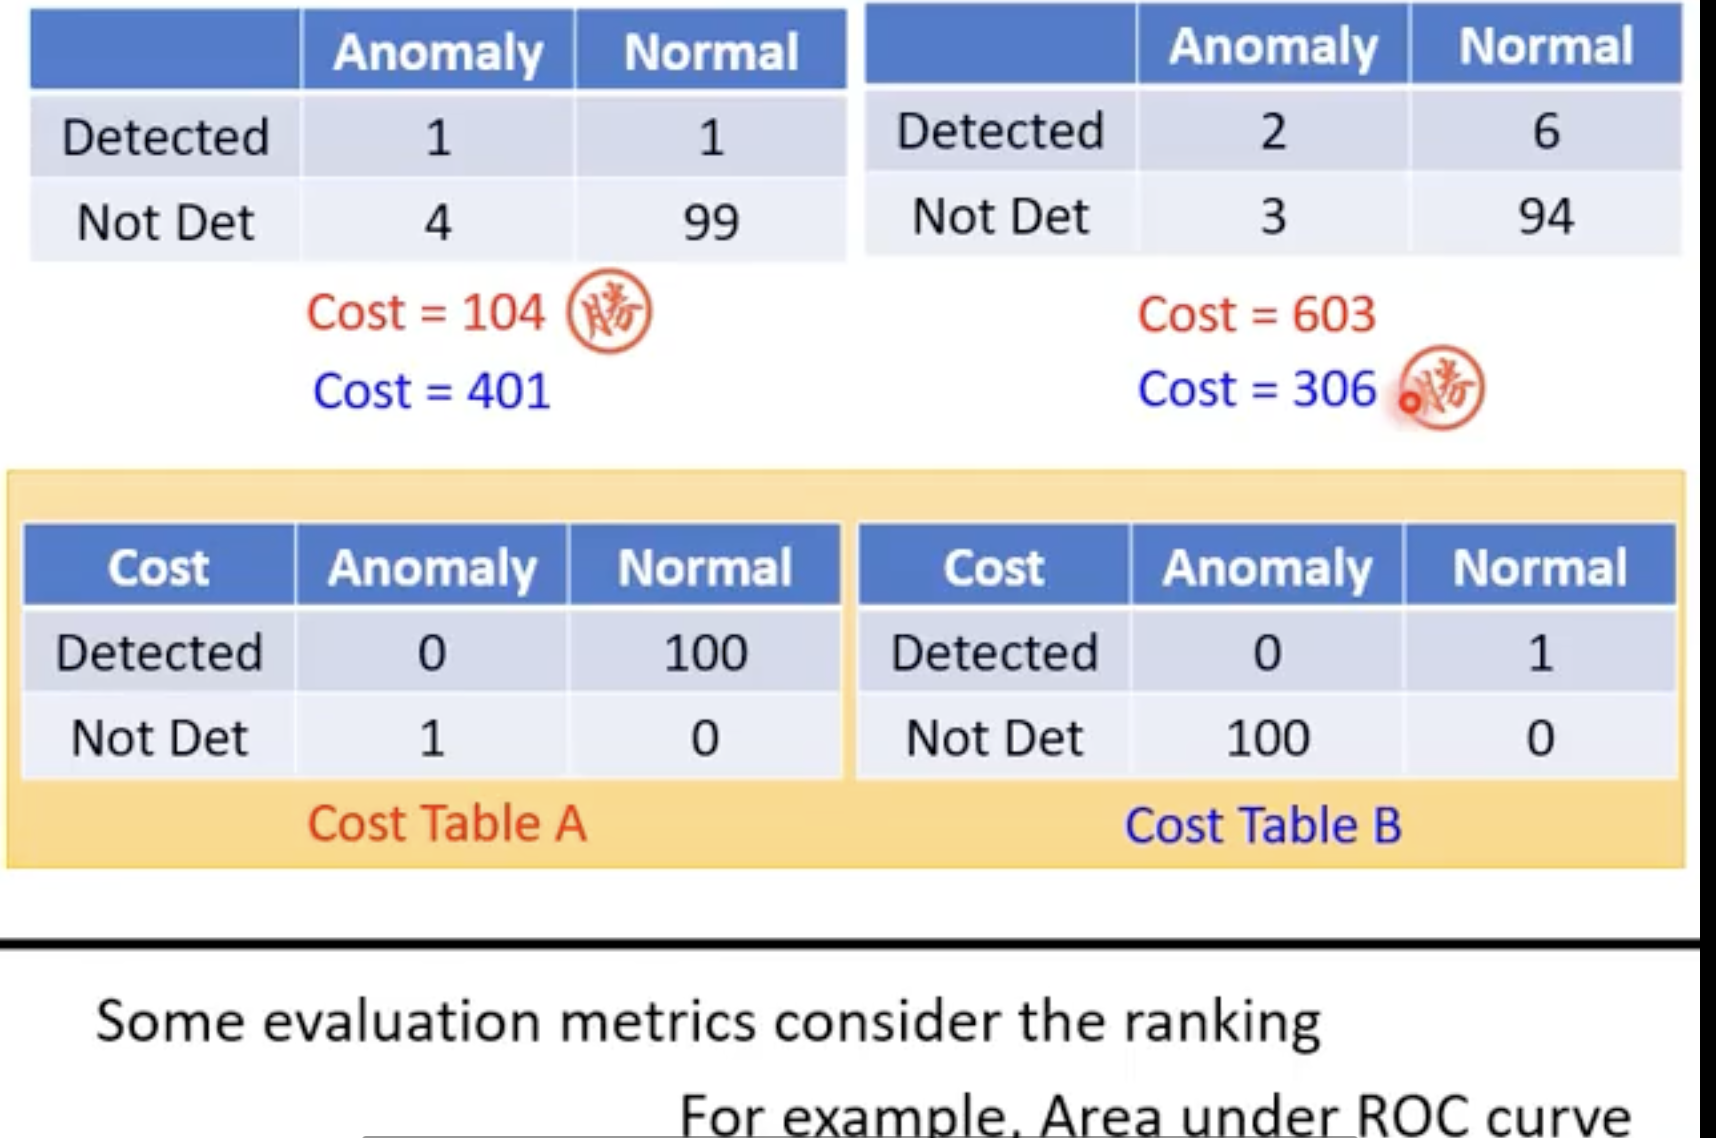 Anomaly Normal
Detected 1 1
Not Det 4 99
Cost = 104 勝
Cost = 401
Anomaly Normal
Detected 2 6
Not Det 3 94
Cost = 603
Cost = 306 勝
Cost Anomaly Normal
Detected 0 100
Not Det 1 0
Cost Table A
Cost Anomaly Normal
Detected 0 1
Not Det 100 0
Cost Table B
Some evaluation metrics consider the ranking
For example, Area under ROC curve